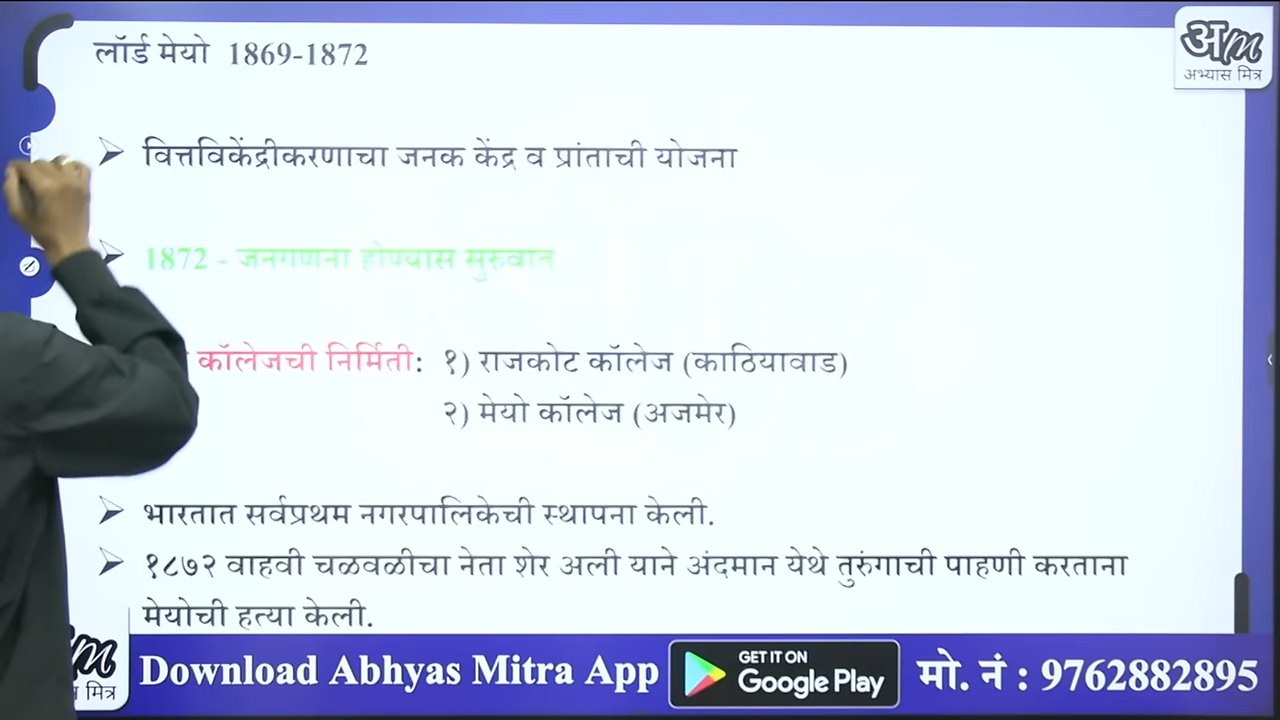 लॉर्ड मेयो 1869-1872
अm
अभ्यास मित्र
वित्तविकेंद्रीकरणाचा जनक केंद्र व प्रांताची योजना
1872 - जनगणना होण्यास सुरुवात
कॉलेजची निर्मिती: १) राजकोट कॉलेज (काठियावाड)
२) मेयो कॉलेज (अजमेर)
भारतात सर्वप्रथम नगरपालिकेची स्थापना केली.
१८७२ वाहवी चळवळीचा नेता शेर अली याने अंदमान येथे तुरुंगाची पाहणी करताना
मेयोची हत्या केली.
m
मित्र
Download Abhyas Mitra App
GET IT ON
Google Play
मो. नं : 9762882895